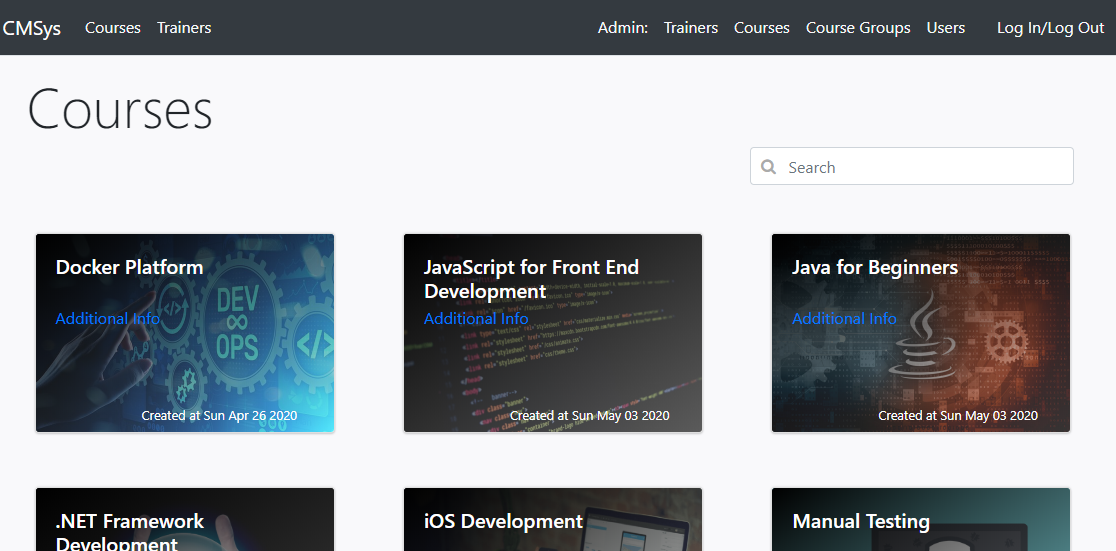 CMSys Courses Trainers Admin: Trainers Courses Course Groups Users Log In/Log Out
Courses
Search
Docker Platform
Additional Info
DEV
OPS
Created at Sun Apr 26 2020
JavaScript for Front End
Development
Additional Info
Created at Sun May 03 2020
Java for Beginners
Additional Info
Created at Sun May 03 2020
.NET Framework
Development
iOS Development
Manual Testing